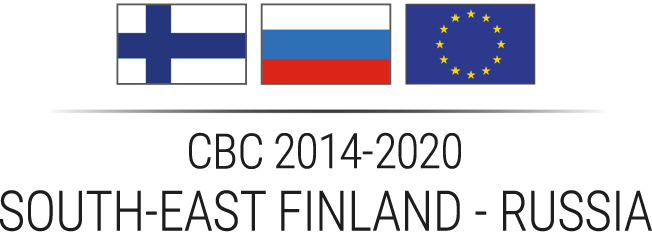 CBC 2014-2020
SOUTH-EAST FINLAND - RUSSIA